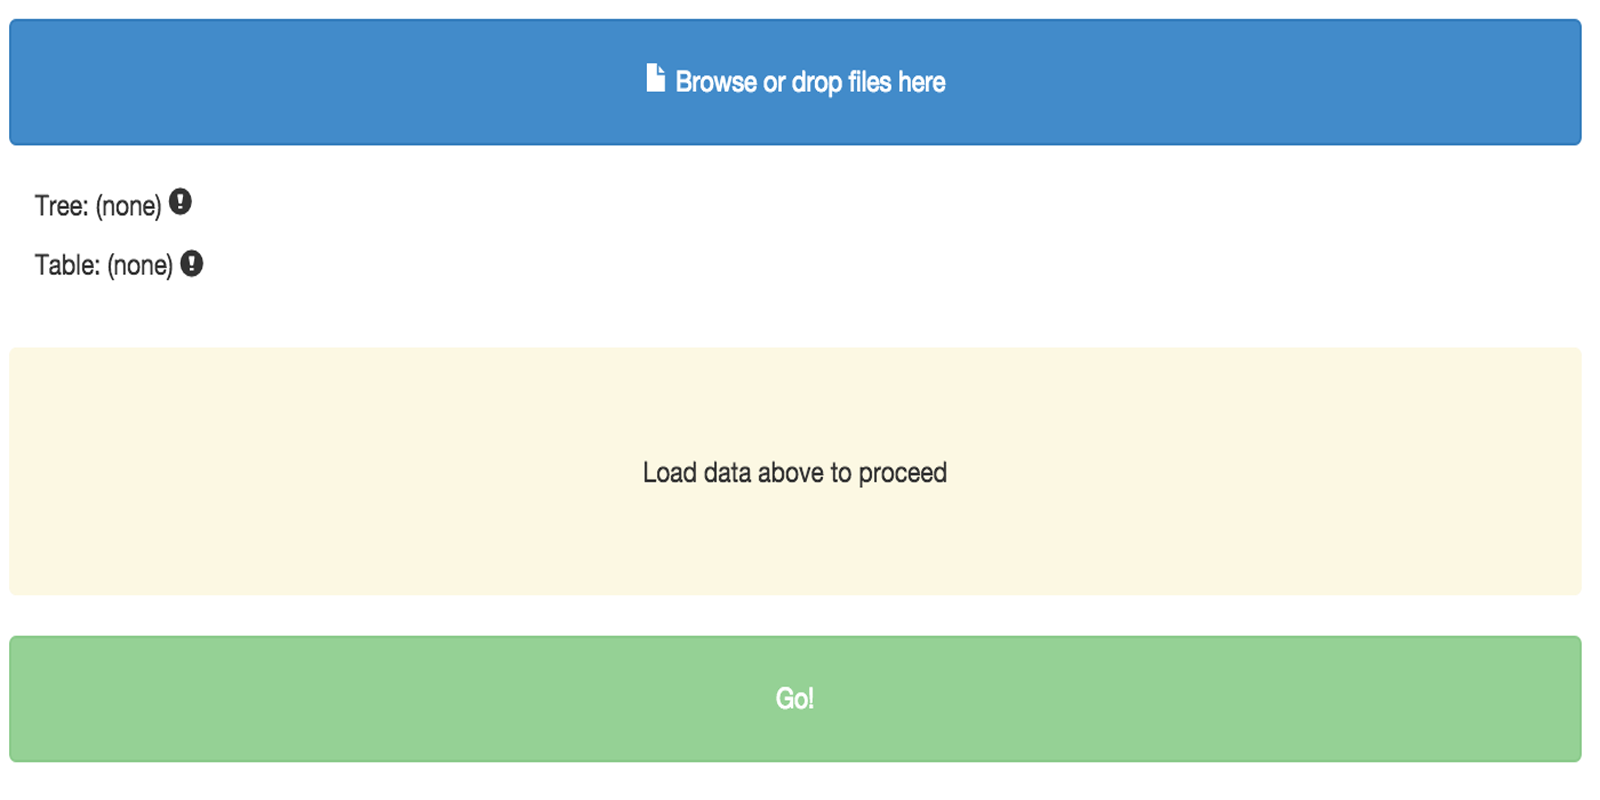 Browse or drop files here
Tree: (none)
Table: (none)
Load data above to proceed
Go!